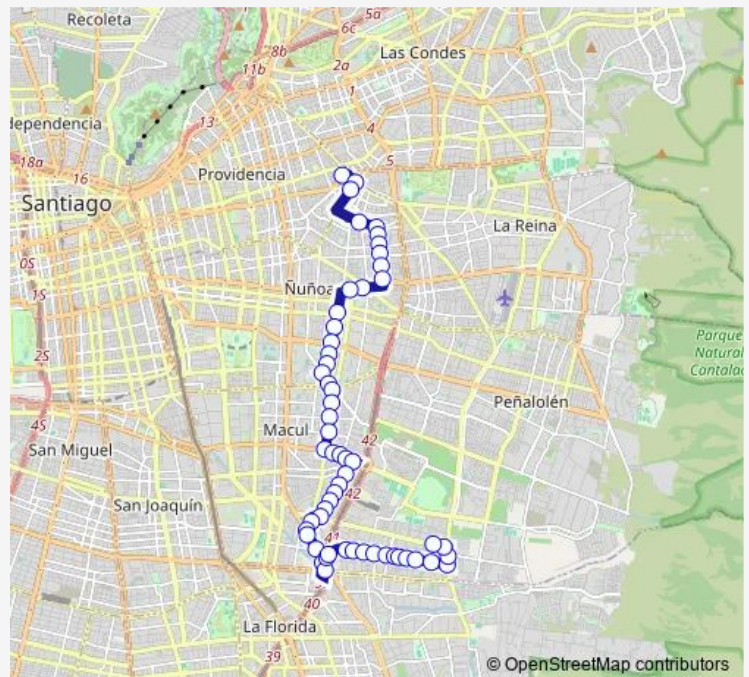 Recoleta
5a
6c
8b
Las Condes
2a
11b
1
dependencia
13
4
18a
5
16
Providencia
Santiago
La Reina
0S
Ñuñoa
1S
Parque
Natural
Cantala
2S
Peñalolén
4S
Macul
42
San Miguel
42
San Joaquín
41
40
La Florida
39
© OpenStreetMap contributors